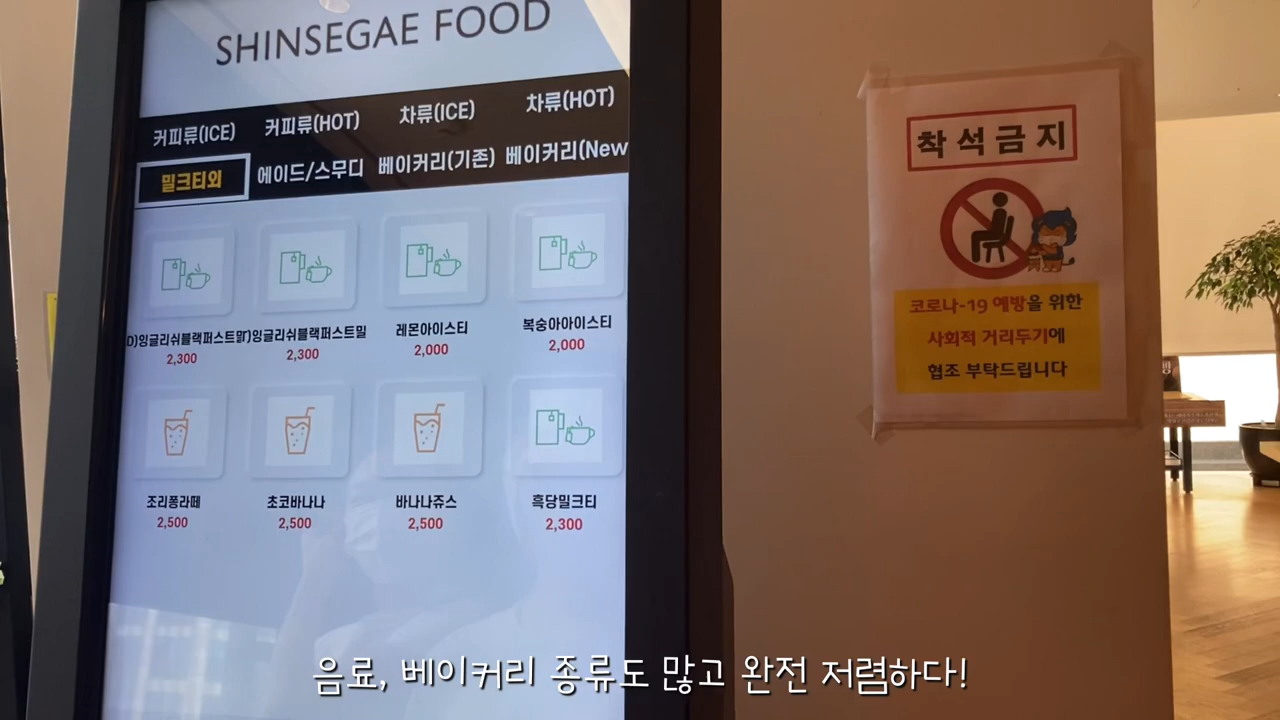 SHINSEGAE FOOD
커피류(ICE) 커피류(HOT) 차류(ICE) 차류(HOT)
밀크티외 에이드/스무디 베이커리(기존) 베이커리(New
D)잉글리쉬블랙퍼스트밀 T)잉글리쉬블랙퍼스트밀 레몬아이스티 복숭아아이스티
2,300 2,300 2,000 2,000
조리퐁라떼 초코바나나 바나나쥬스 흑당밀크티
2,500 2,500 2,500 2,300
착석금지
코로나-19 예방을 위한
사회적 거리두기에
협조 부탁드립니다
음료, 베이커리 종류도 많고 완전 저렴하다!